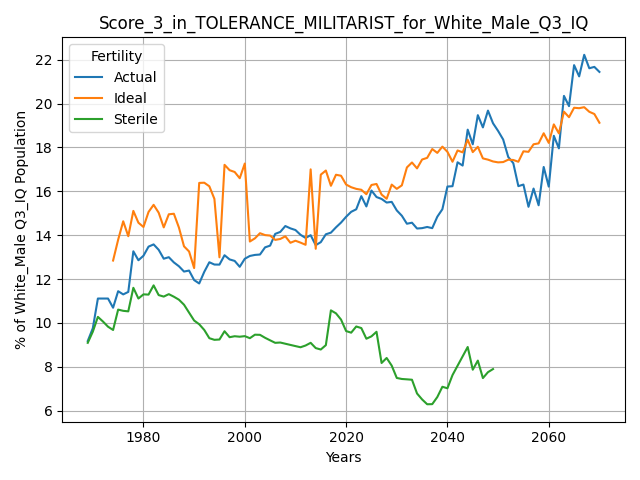 Score_3_in_TOLERANCE_MILITARIST_for_White_Male_Q3_IQ
Fertility
Actual
Ideal
Sterile
% of White_Male Q3_IQ Population
22
20
18
16
14
12
10
8
6
1980
2000
2020
2040
2060
Years